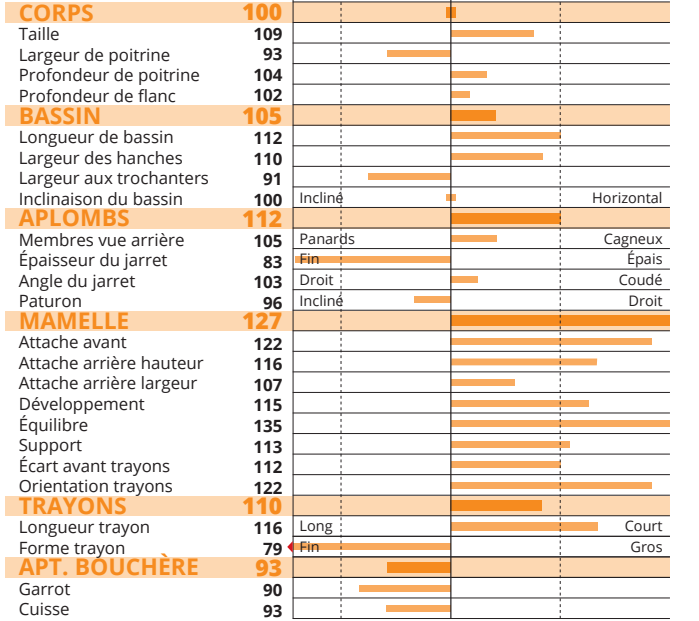 CORPS 100
Taille 109
Largeur de poitrine 93
Profondeur de poitrine 104
Profondeur de flanc 102
BASSIN 105
Longueur de bassin 112
Largeur des hanches 110
Largeur aux trochanters 91
Inclinaison du bassin 100 Incliné Horizontal
APLOMBS 112
Membres vue arrière 105 Panards Cagneux
Épaisseur du jarret 83 Fin Épais
Angle du jarret 103 Droit Coudé
Paturon 96 Incliné Droit
MAMELLE 127
Attache avant 122
Attache arrière hauteur 116
Attache arrière largeur 107
Développement 115
Équilibre 135
Support 113
Écart avant trayons 112
Orientation trayons 122
TRAYONS 110
Longueur trayon 116 Long Court
Forme trayon 79 Fin Gros
APT. BOUCHÈRE 93
Garrot 90
Cuisse 93